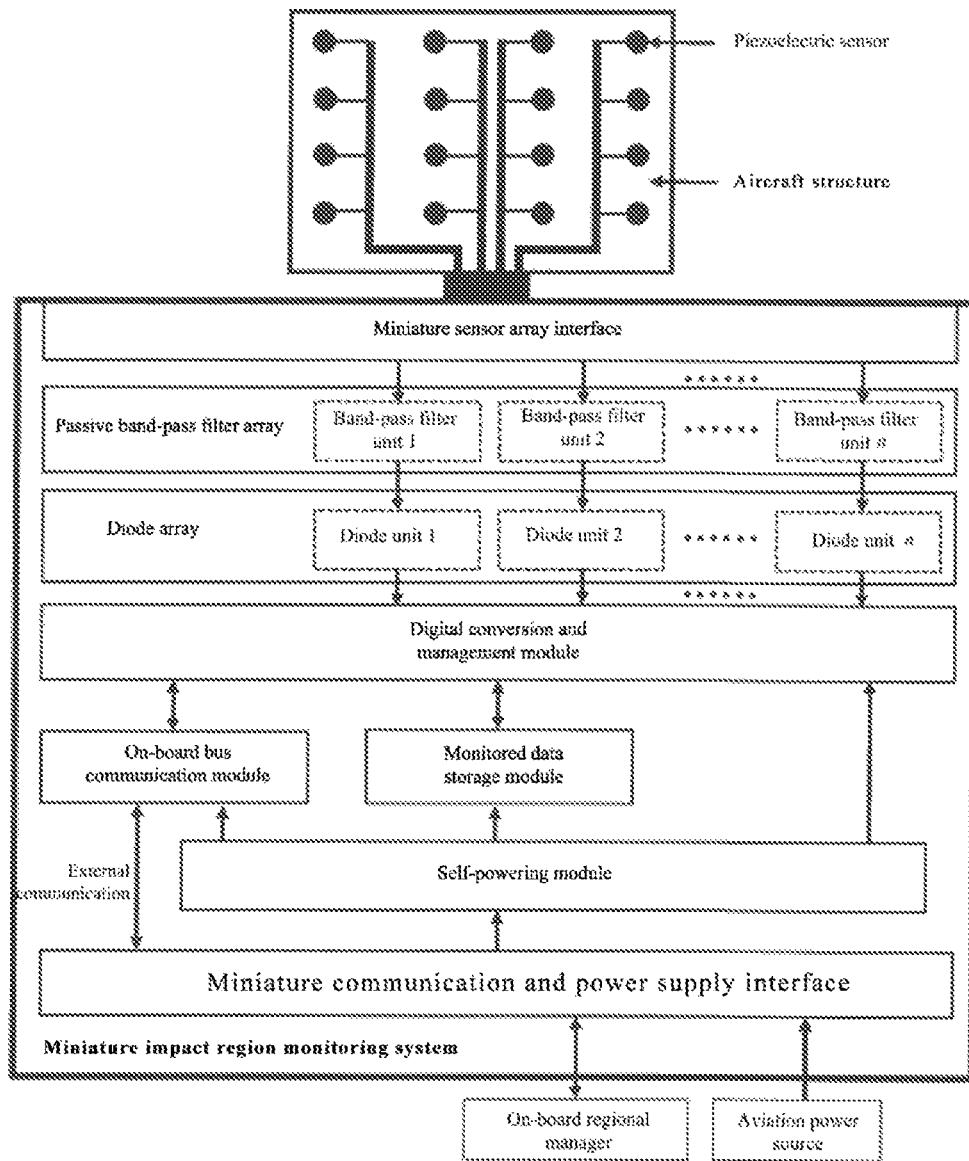 Piezoelectric sensor
Aircraft structure
Miniature sensor array interface
Passive band-pass filter array
Band-pass filter
unit 1
Band-pass filter
unit 2
Band-pass filter
unit n
Diode array
Diode unit 1
Diode unit 2
Diode unit n
Digital conversion and
management module
On-board bus
communication module
Monitored data
storage module
External
communication
Self-powering module
Miniature communication and power supply interface
Miniature impact region monitoring system
On-board regional
manager
Aviation power
source